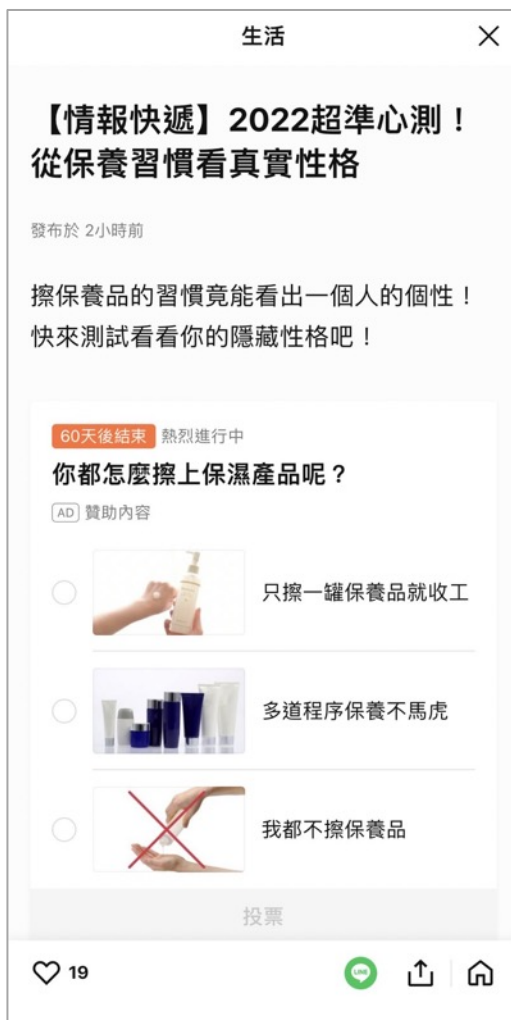 生活
【情報快遞】2022超準心測！
從保養習慣看真實性格
發布於 2小時前
擦保養品的習慣竟能看出一個人的個性！
快來測試看看你的隱藏性格吧！
60天後結束 熱烈進行中
你都怎麼擦上保濕產品呢？
AD 贊助內容
只擦一罐保養品就收工
多道程序保養不馬虎
我都不擦保養品
投票
19
LINE